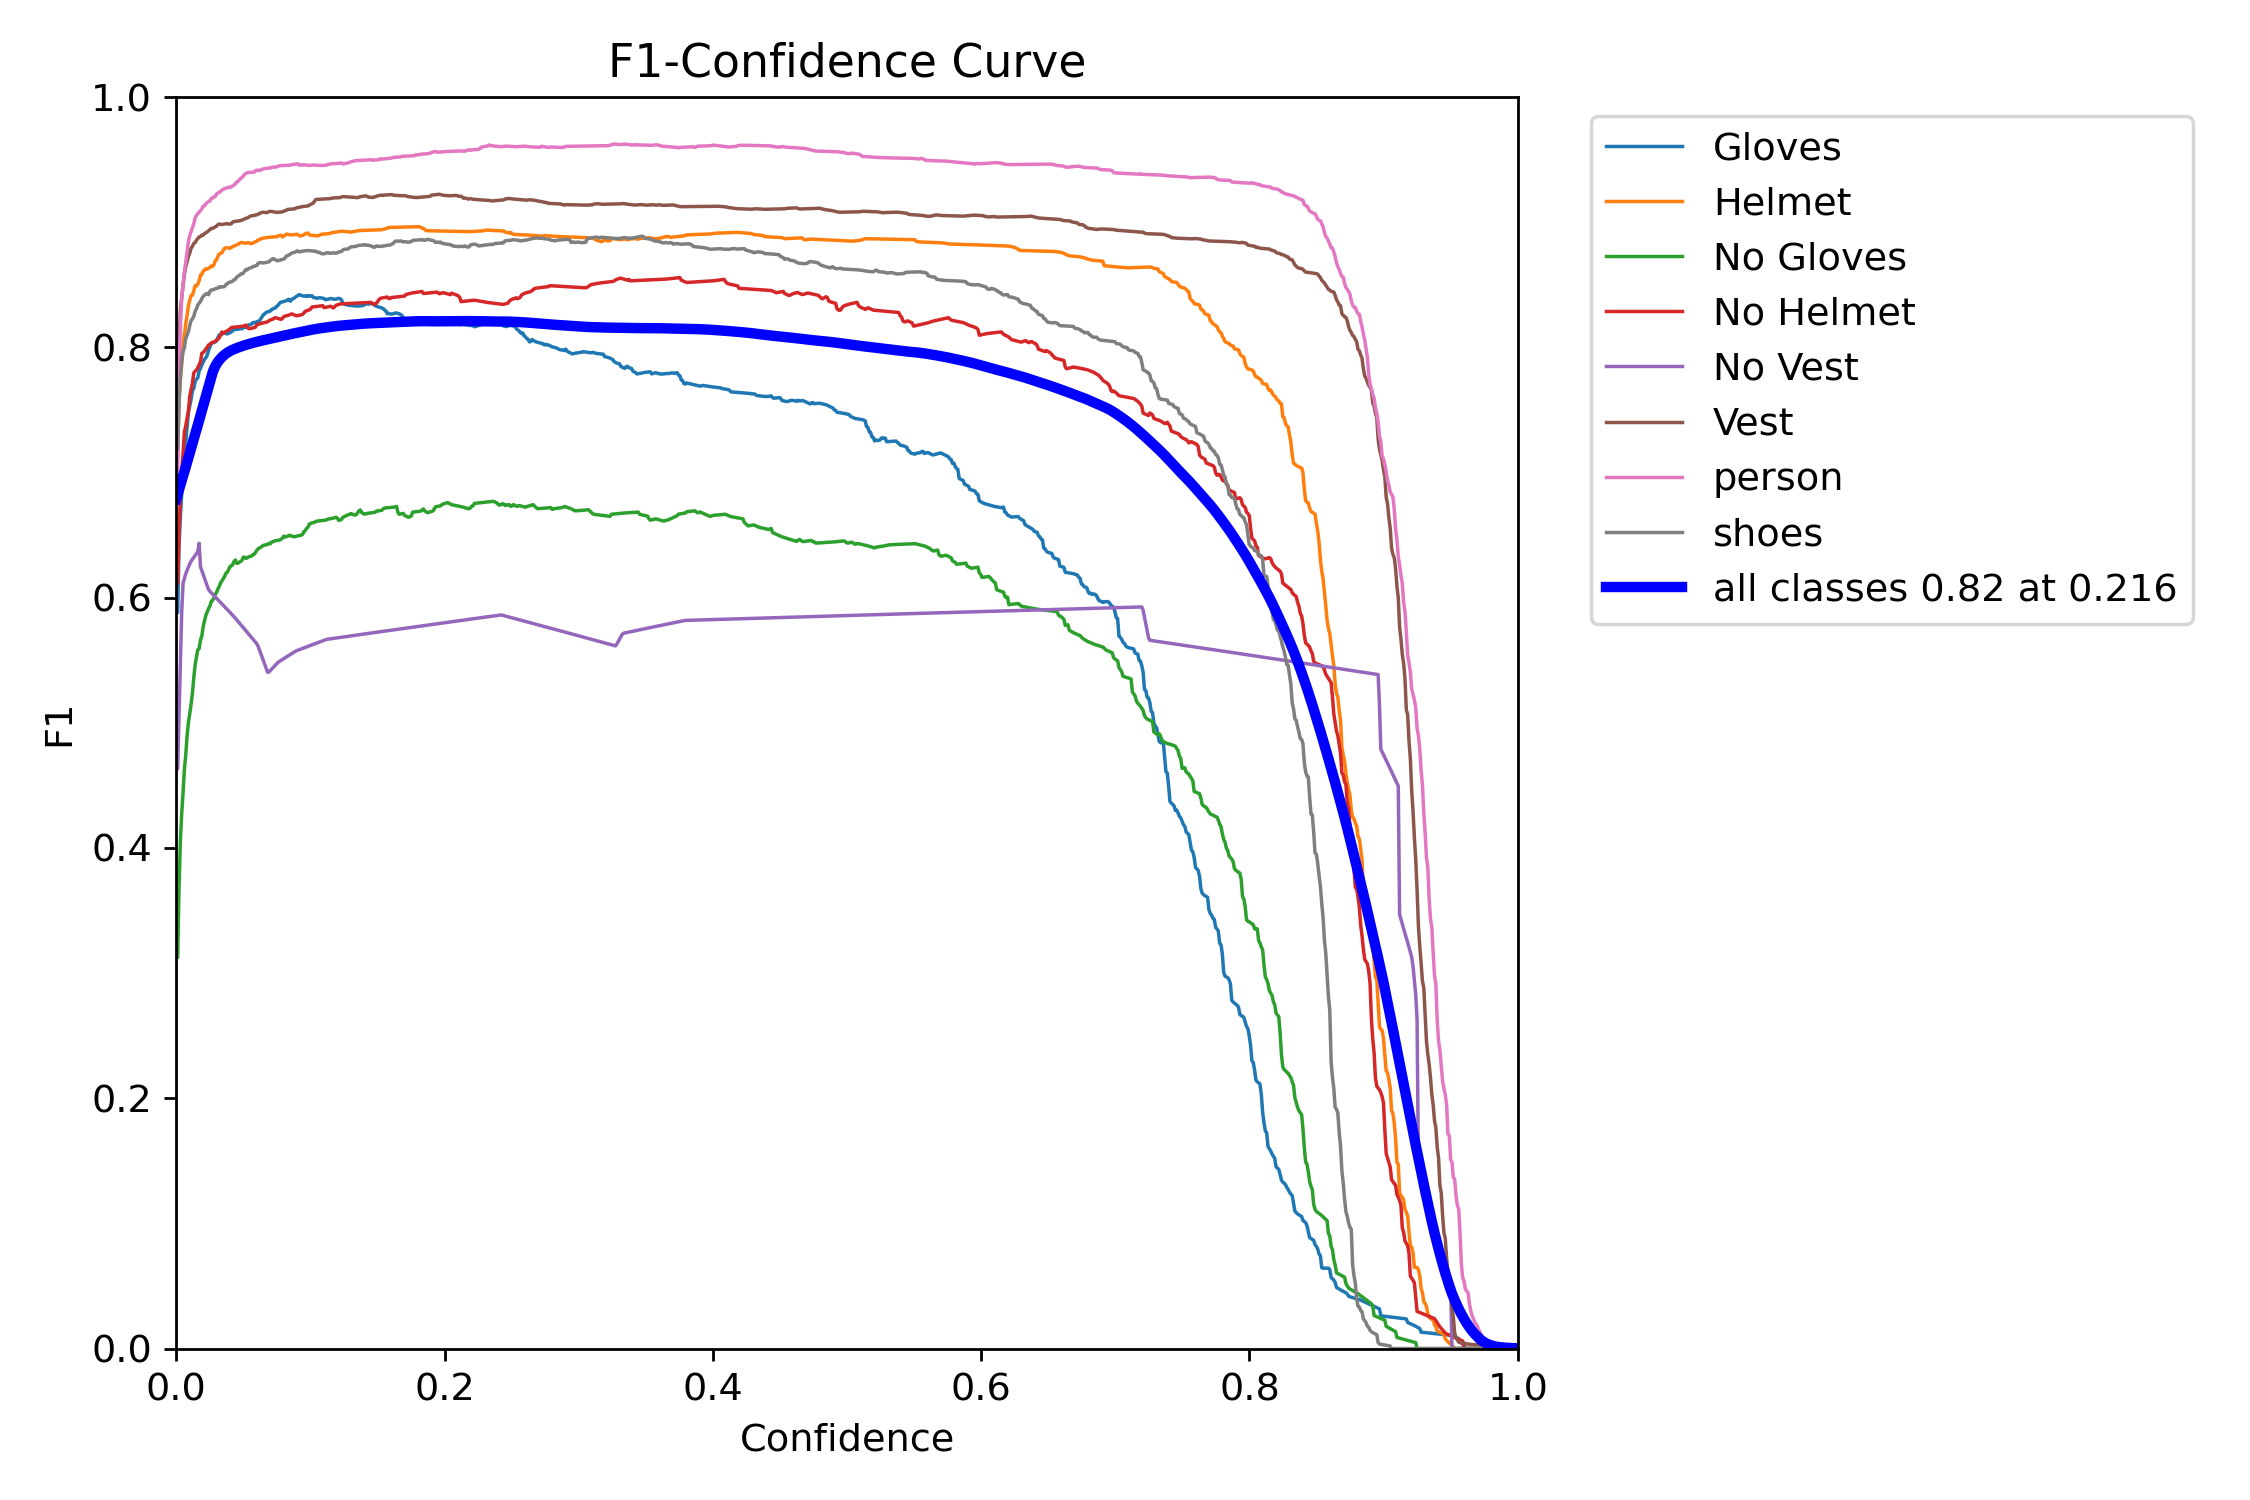 F1-Confidence Curve
1.0
0.8
0.6
0.4
0.2
0.0
F1
0.0 0.2 0.4 0.6 0.8 1.0
Confidence
Gloves
Helmet
No Gloves
No Helmet
No Vest
Vest
person
shoes
all classes 0.82 at 0.216